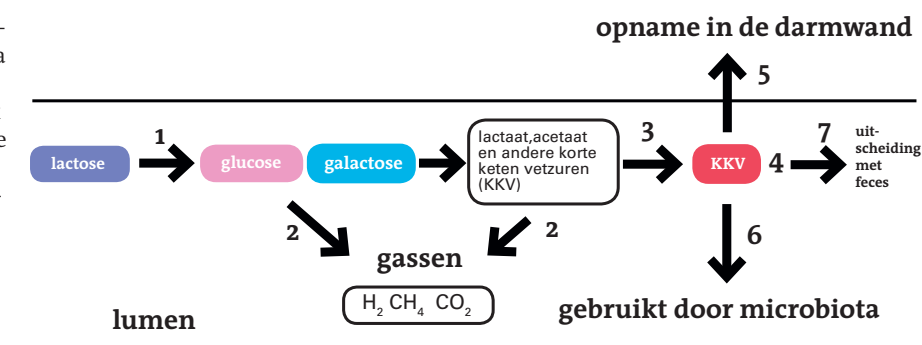 opname in de darmwand
5
1
lactose
glucose
galactose
lactaat,acetaat
en andere korte
keten vetzuren
(KKV)
3
KKV
4
7
uit-
scheiding
met
feces
2
2
6
gassen
H₂ CH₄ CO₂
gebruikt door microbiota
lumen